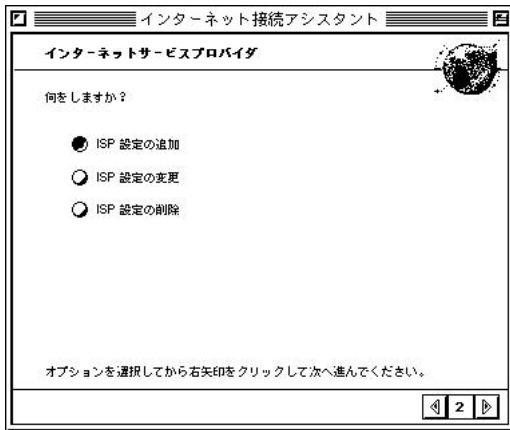 インターネット接続アシスタント
インターネットサービスプロバイダ
何をしますか?
ISP 設定の追加
ISP 設定の変更
ISP 設定の削除
オプションを選択してから右矢印をクリックして次へ進んでください。
2